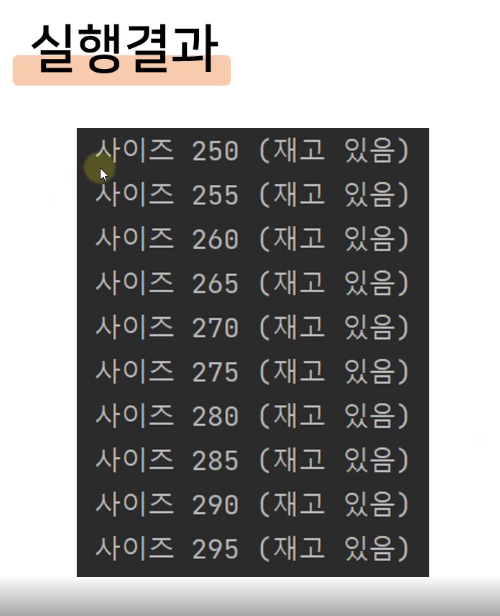 실행결과
사이즈 250 (재고 있음)
사이즈 255 (재고 있음)
사이즈 260 (재고 있음)
사이즈 265 (재고 있음)
사이즈 270 (재고 있음)
사이즈 275 (재고 있음)
사이즈 280 (재고 있음)
사이즈 285 (재고 있음)
사이즈 290 (재고 있음)
사이즈 295 (재고 있음)